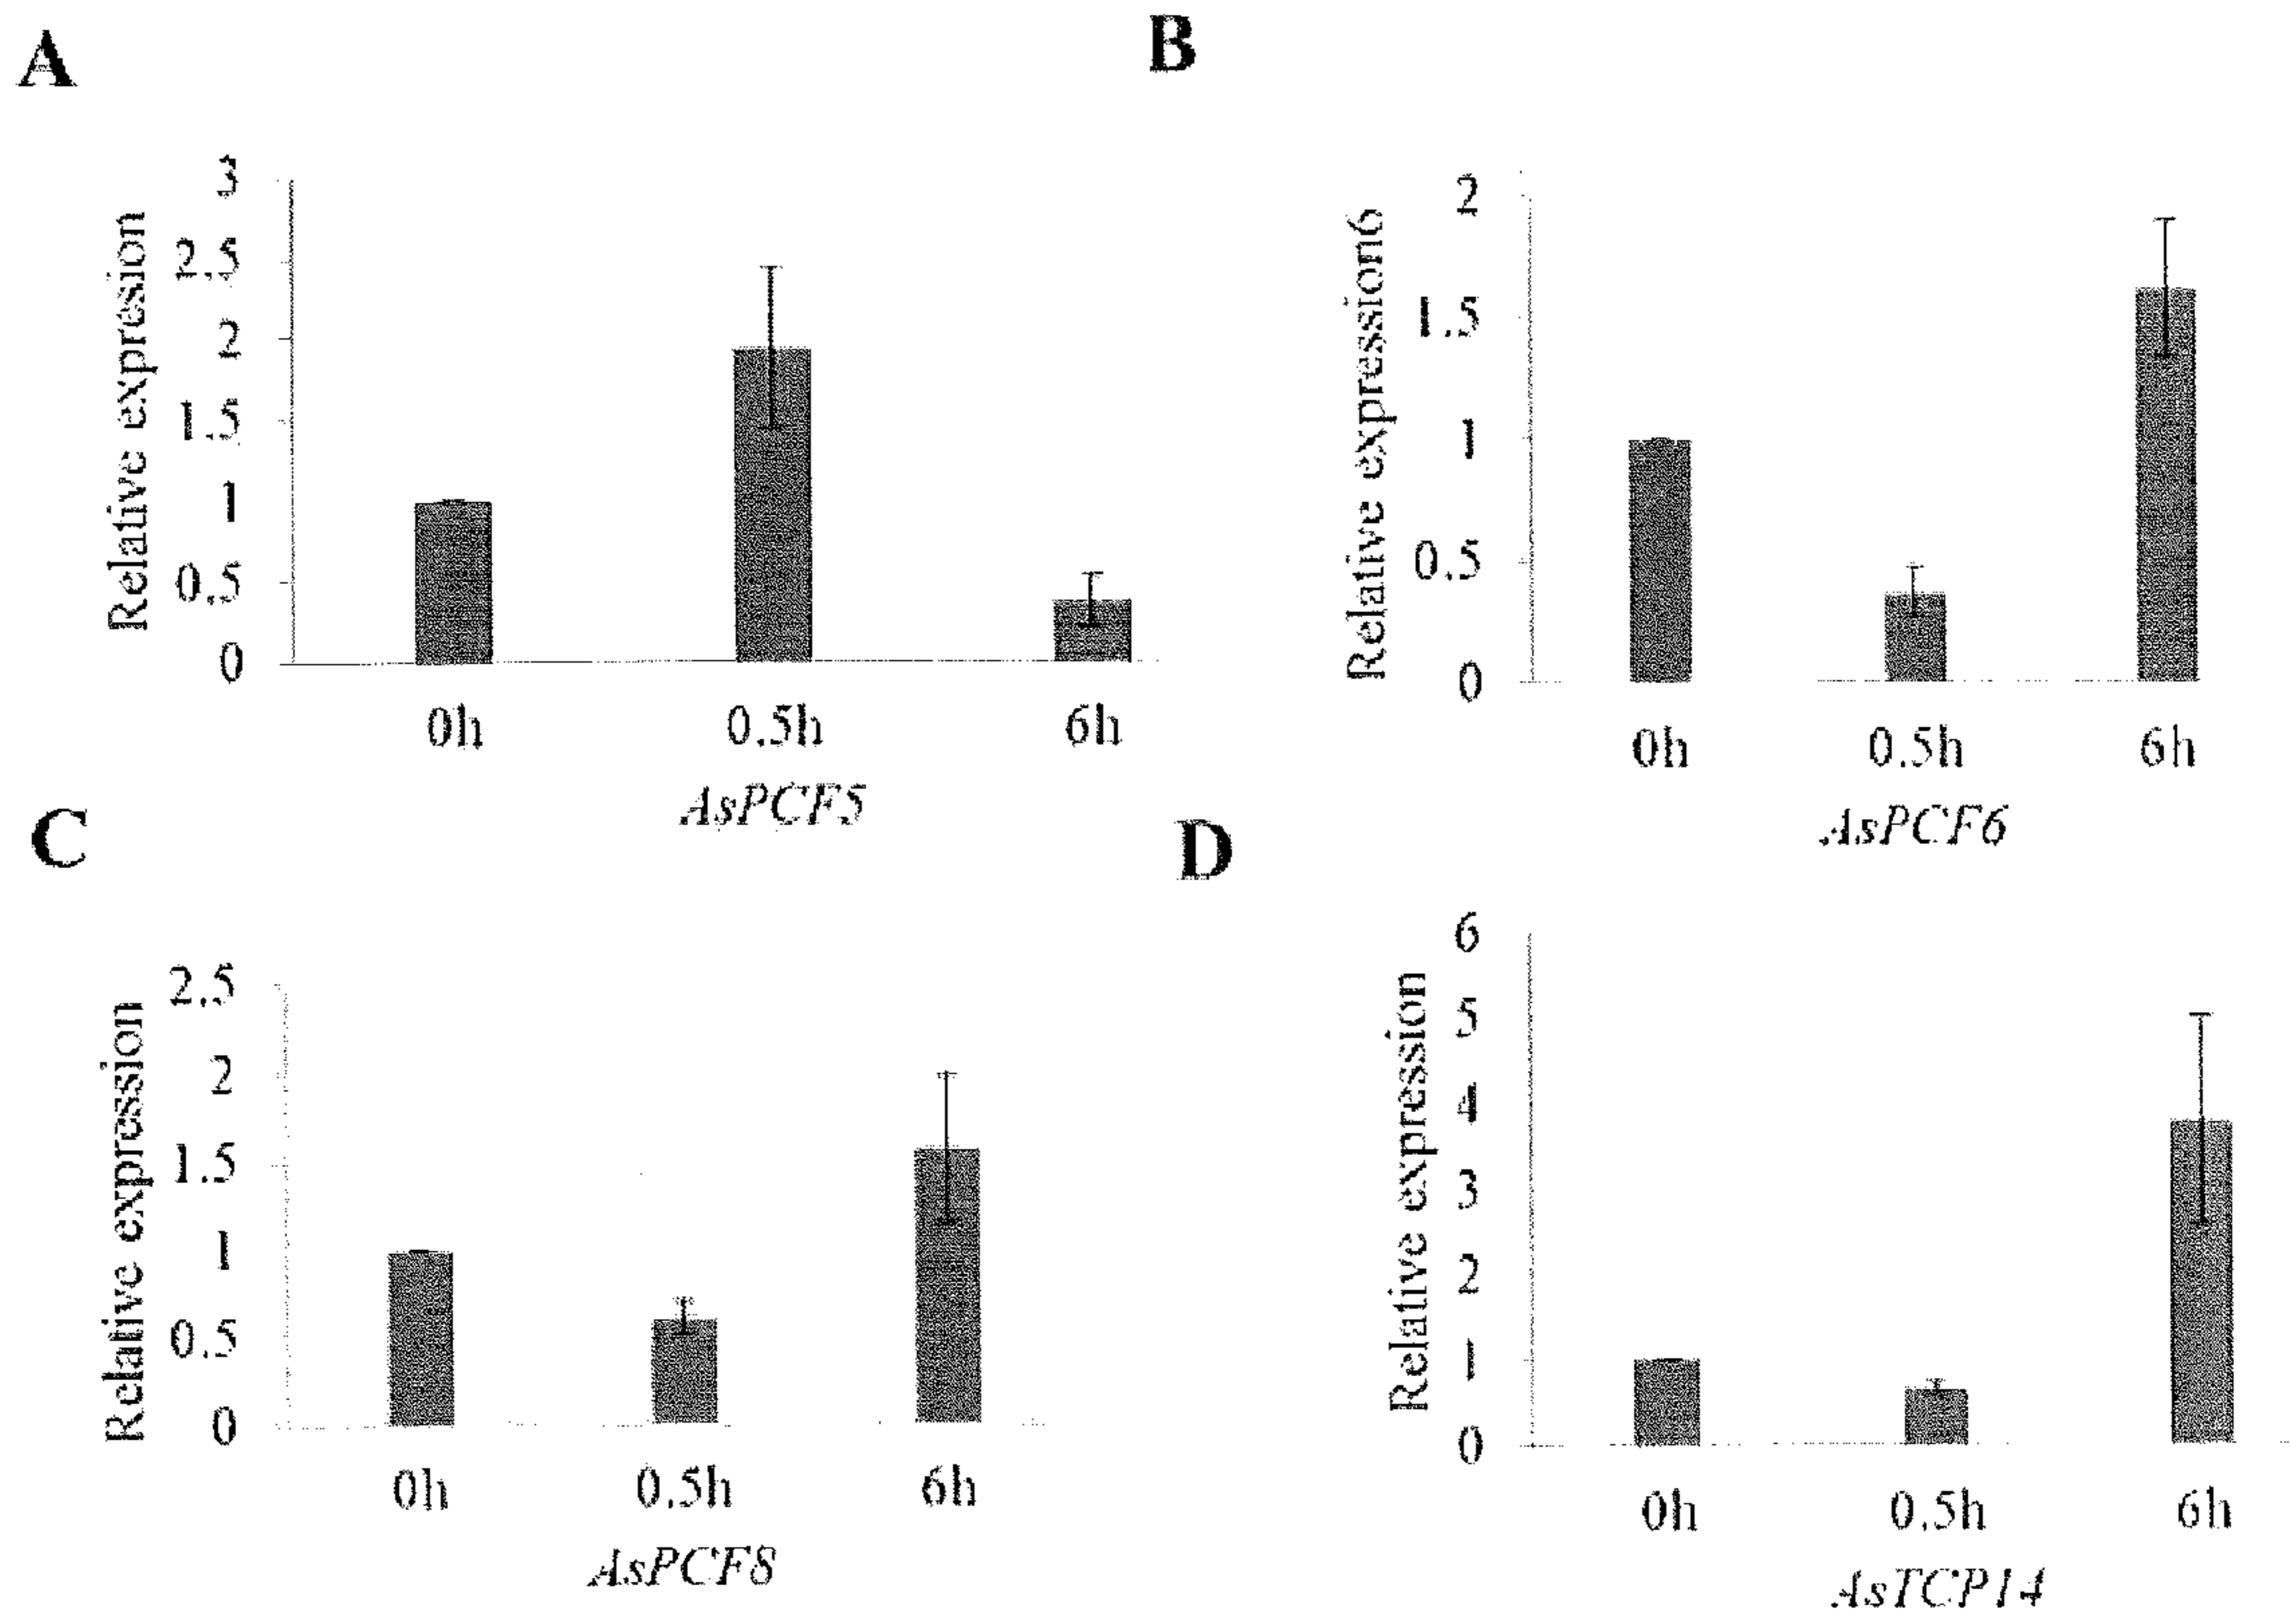 A
Relative expression
3
2.5
2
1.5
1
0.5
0
0h 0.5h 6h
AsPCF5
B
Relative expression6
2
1.5
1
0.5
0
0h 0.5h 6h
AsPCF6
C
Relative expression
2.5
2
1.5
1
0.5
0
0h 0.5h 6h
AsPCF8
D
Relative expression
6
5
4
3
2
1
0
0h 0.5h 6h
AsTCP14